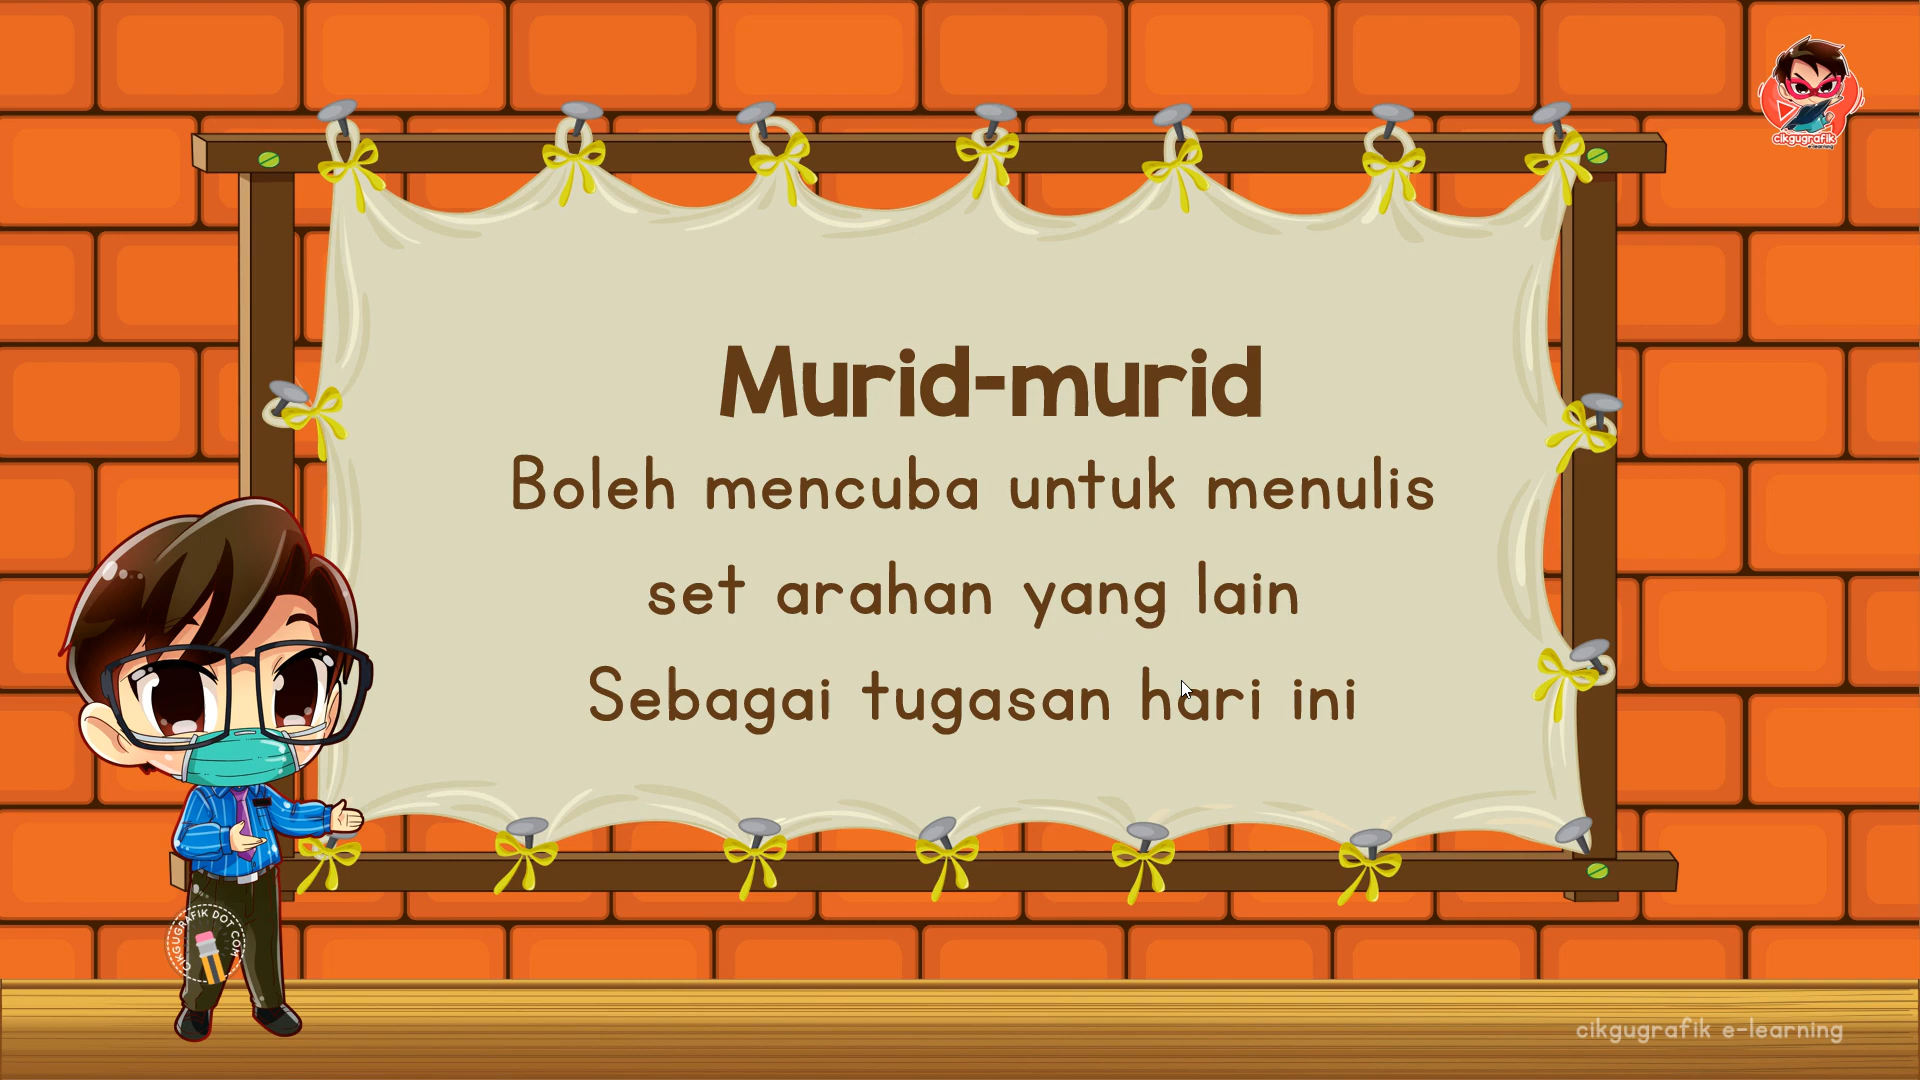 cikgugrafik
e-learning
Murid-murid
Boleh mencuba untuk menulis
set arahan yang lain
Sebagai tugasan hari ini
CIKGUGRAFIK DOT COM
cikgugrafik e-learning